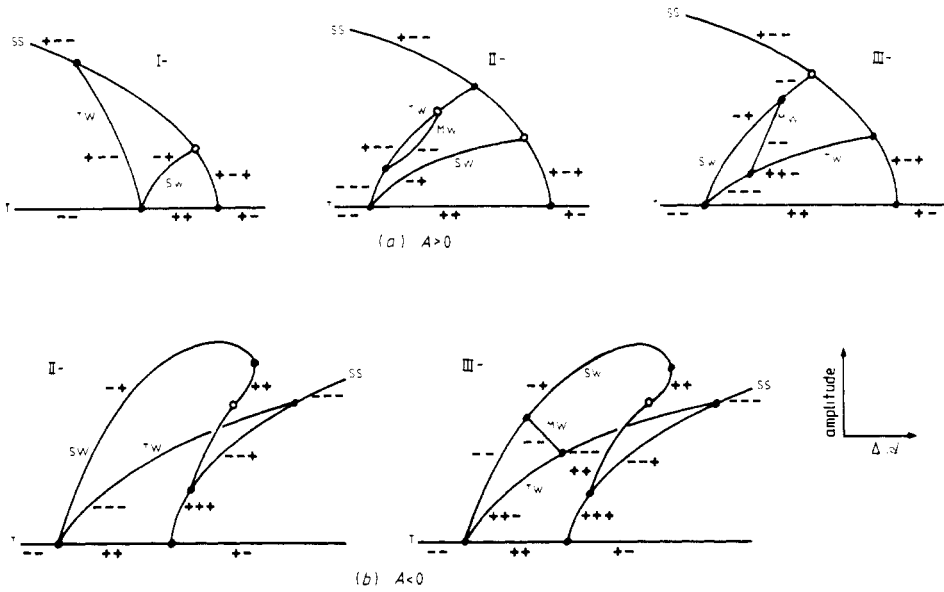 SS + - - I- TW + - - - + SW + - + T - - + + + -
SS + - - II- TW MW + - - - - SW - + - - - + - + - - + + + -
SS + - - III- - - - + MW - SW + + - TW - - - + - + - - + + + -
(a) A>0
II- - + + + SS - - - SW TW - - + - - - + + + T - - + + + -
III- - + SW + + SS - - - MW - - - - - - - + + TW - - + + + - + + + T - - + + + -
amplitude
Δ
(b) A<0